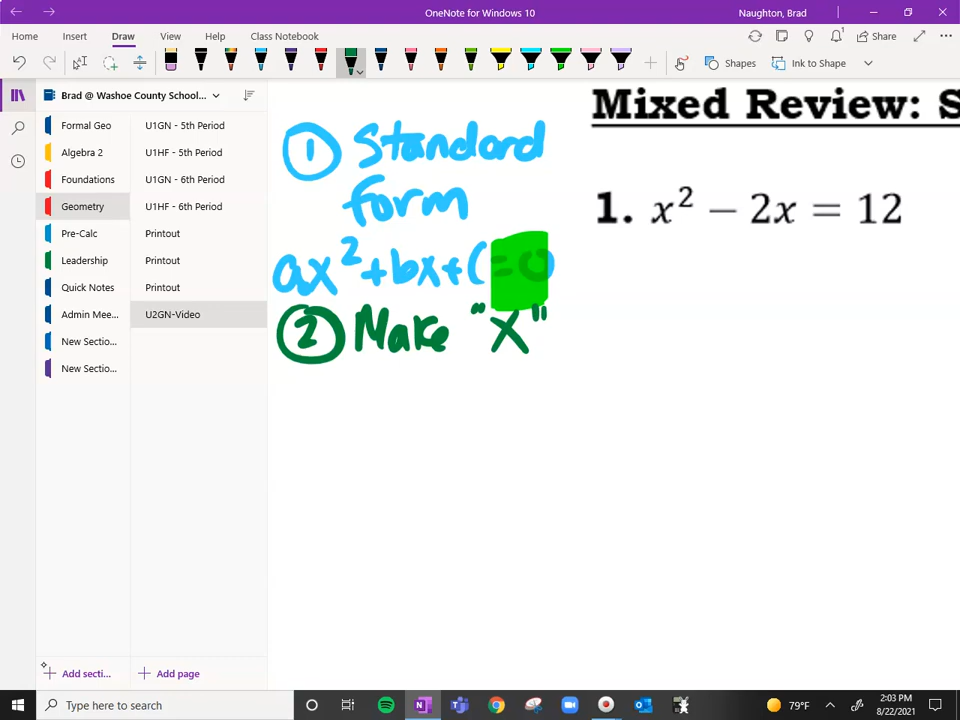 OneNote for Windows 10
Naughton, Brad
Home Insert Draw View Help Class Notebook
Share
Shapes Ink to Shape
Brad @ Washoe County School...
Formal Geo
Algebra 2
Foundations
Geometry
Pre-Calc
Leadership
Quick Notes
Admin Mee...
New Sectio...
New Sectio...
U1GN - 5th Period
U1HF - 5th Period
U1GN - 6th Period
U1HF - 6th Period
Printout
Printout
Printout
U2GN-Video
① Standard
form
ax²+bx+c =0
② Make "X"
Mixed Review: S
1. x² − 2x = 12
Add secti...
Add page
Type here to search
79°F
2:03 PM
8/22/2021